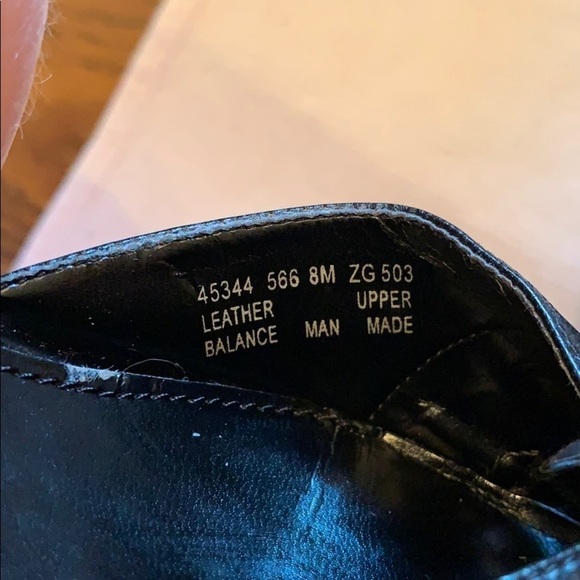 45344 566 8M ZG 503
LEATHER UPPER
BALANCE MAN MADE